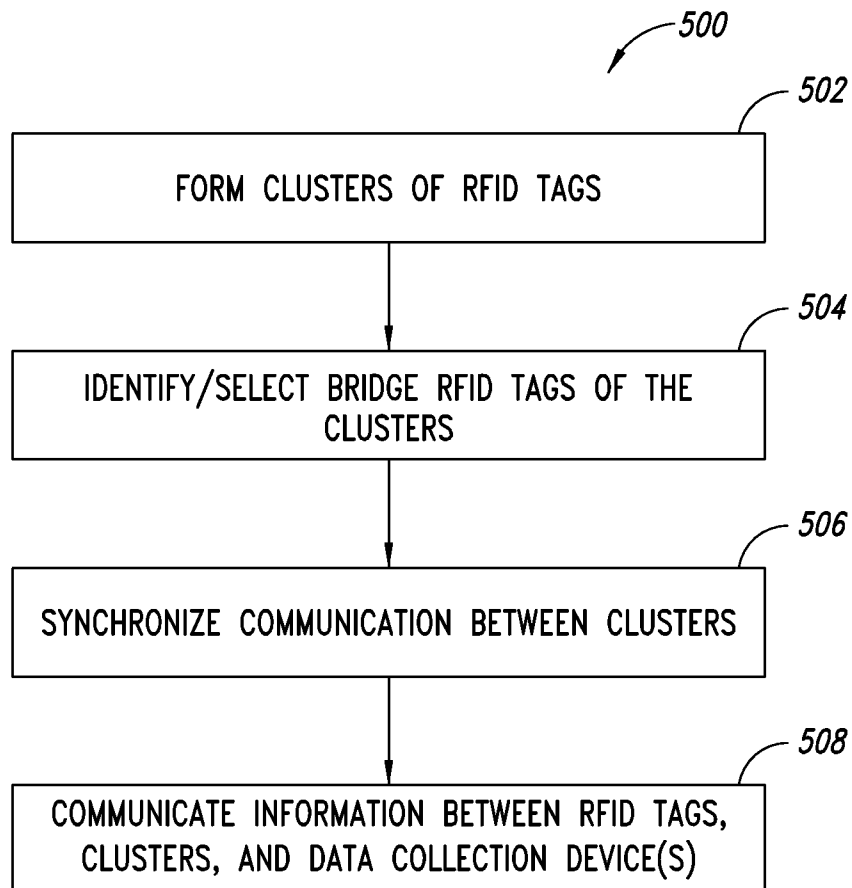 500
502
FORM CLUSTERS OF RFID TAGS
504
IDENTIFY/SELECT BRIDGE RFID TAGS OF THE
CLUSTERS
506
SYNCHRONIZE COMMUNICATION BETWEEN CLUSTERS
508
COMMUNICATE INFORMATION BETWEEN RFID TAGS,
CLUSTERS, AND DATA COLLECTION DEVICE(S)